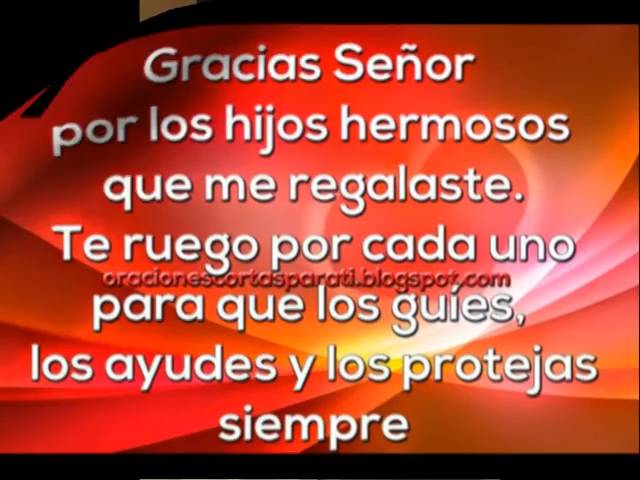 Gracias Señor
por los hijos hermosos
que me regalaste.
Te ruego por cada uno
oracionescortasparati.blogspot.com
para que los guíes,
los ayudes y los protejas
siempre